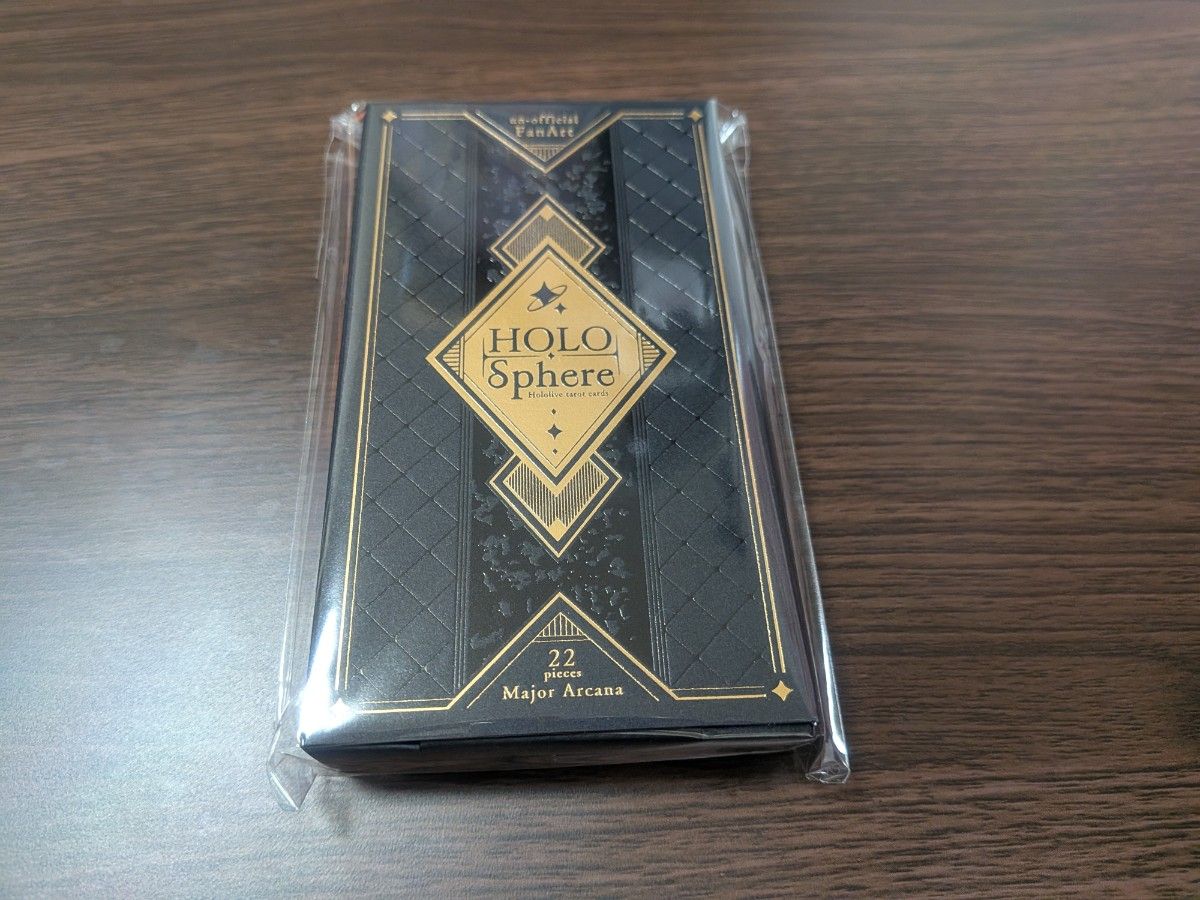 un-official
FanArt
HOLO
Sphere
Hololive tarot cards
22
pieces
Major Arcana